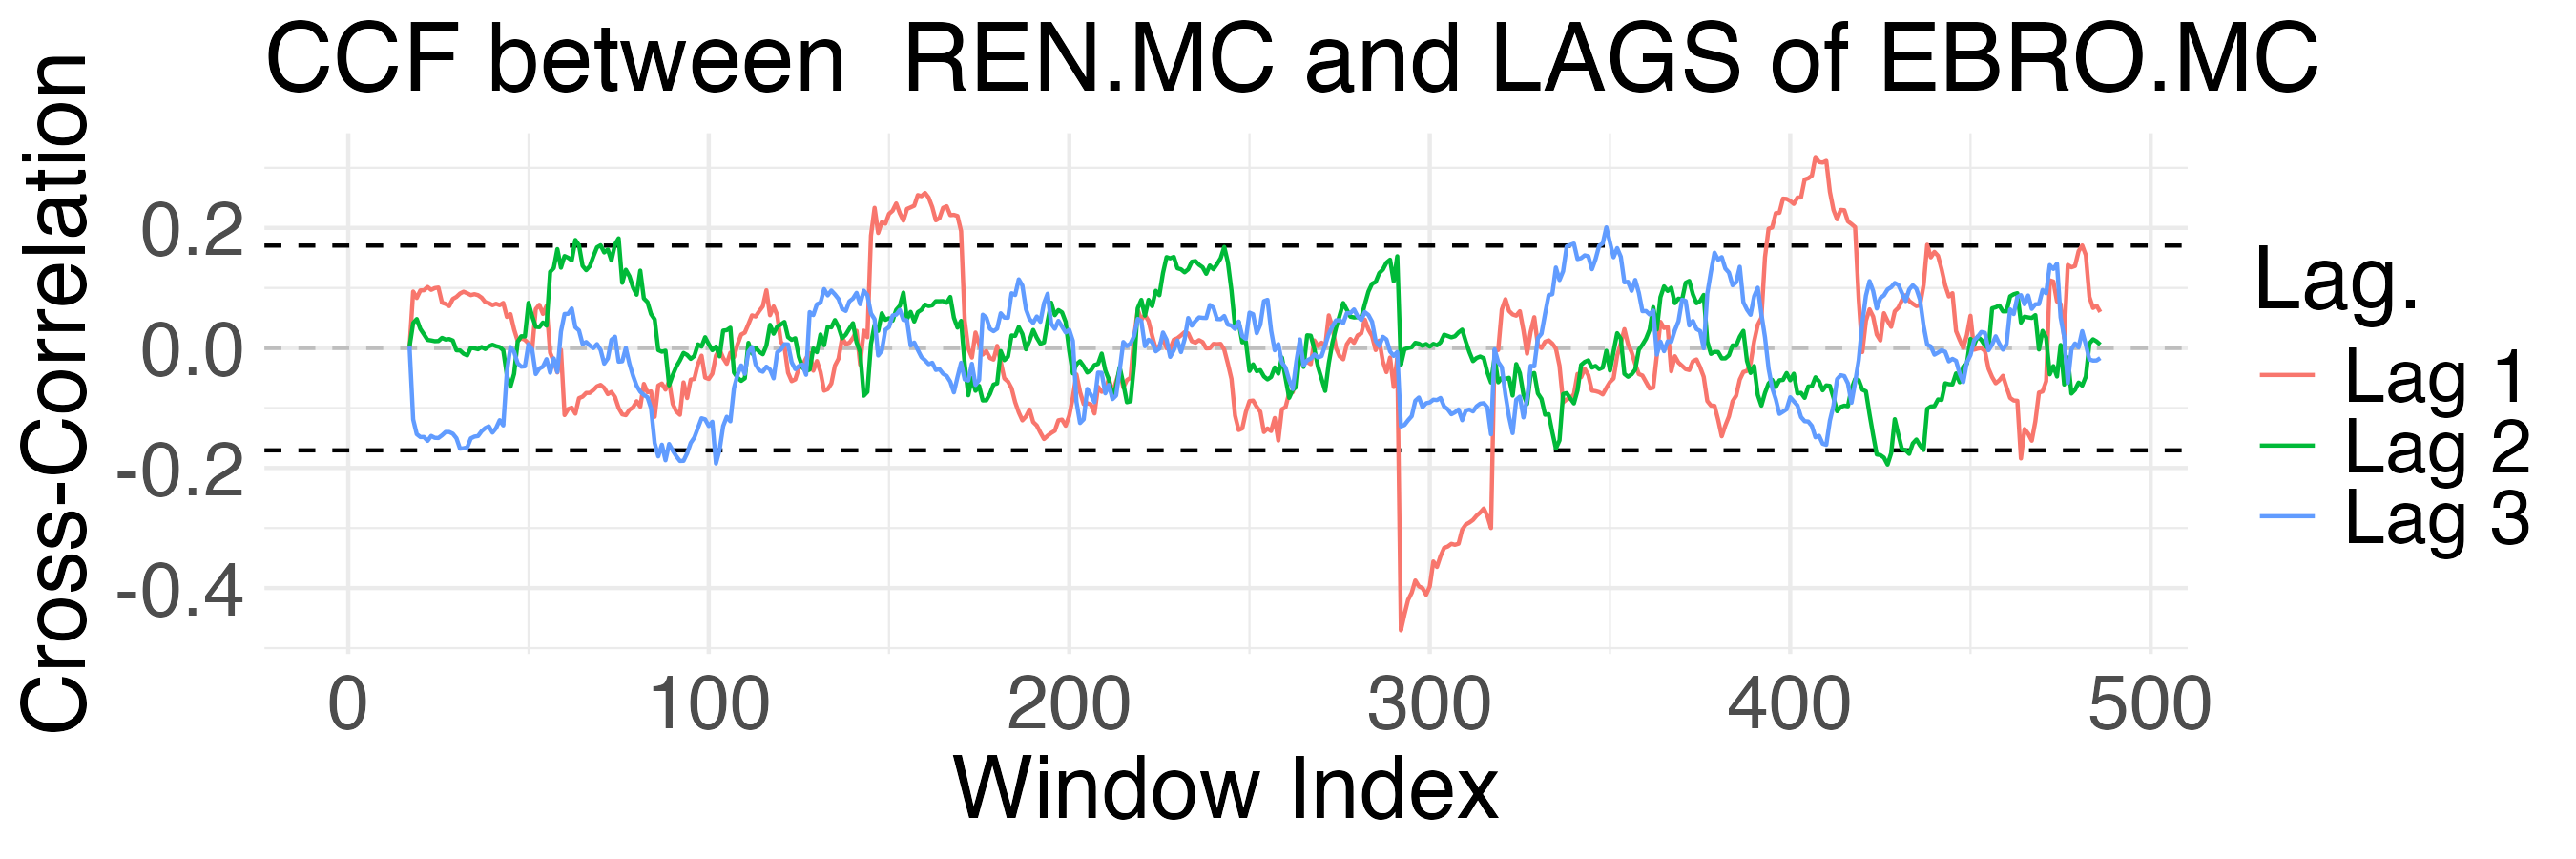 CCF between  REN.MC and LAGS of EBRO.MC
Cross-Correlation
0.2
0.0
-0.2
-0.4
0 100 200 300 400 500
Window Index
Lag.
Lag 1
Lag 2
Lag 3